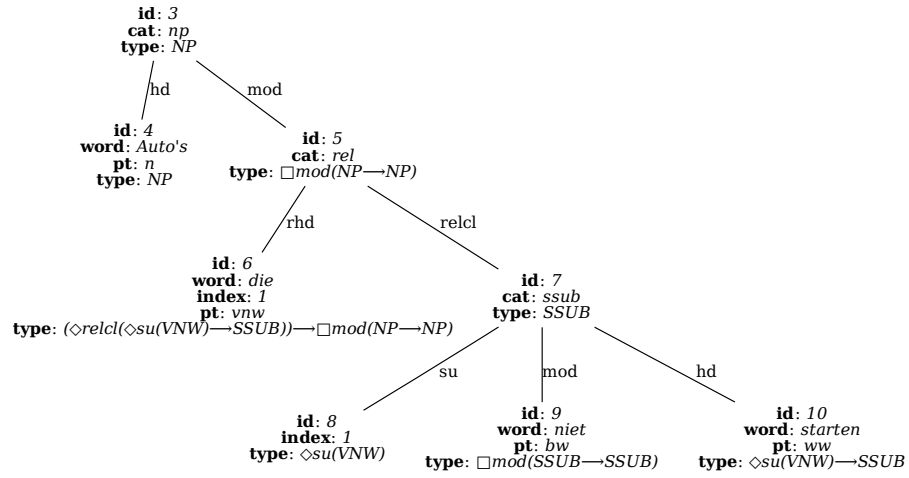 id: 3
cat: np
type: NP
hd
mod
id: 4
word: Auto's
pt: n
type: NP
id: 5
cat: rel
type: □mod(NP⟶NP)
rhd
relcl
id: 6
word: die
index: 1
pt: vnw
type: (◇relcl(◇su(VNW)⟶SSUB))⟶□mod(NP⟶NP)
id: 7
cat: ssub
type: SSUB
su
mod
hd
id: 8
index: 1
type: ◇su(VNW)
id: 9
word: niet
pt: bw
type: □mod(SSUB⟶SSUB)
id: 10
word: starten
pt: ww
type: ◇su(VNW)⟶SSUB